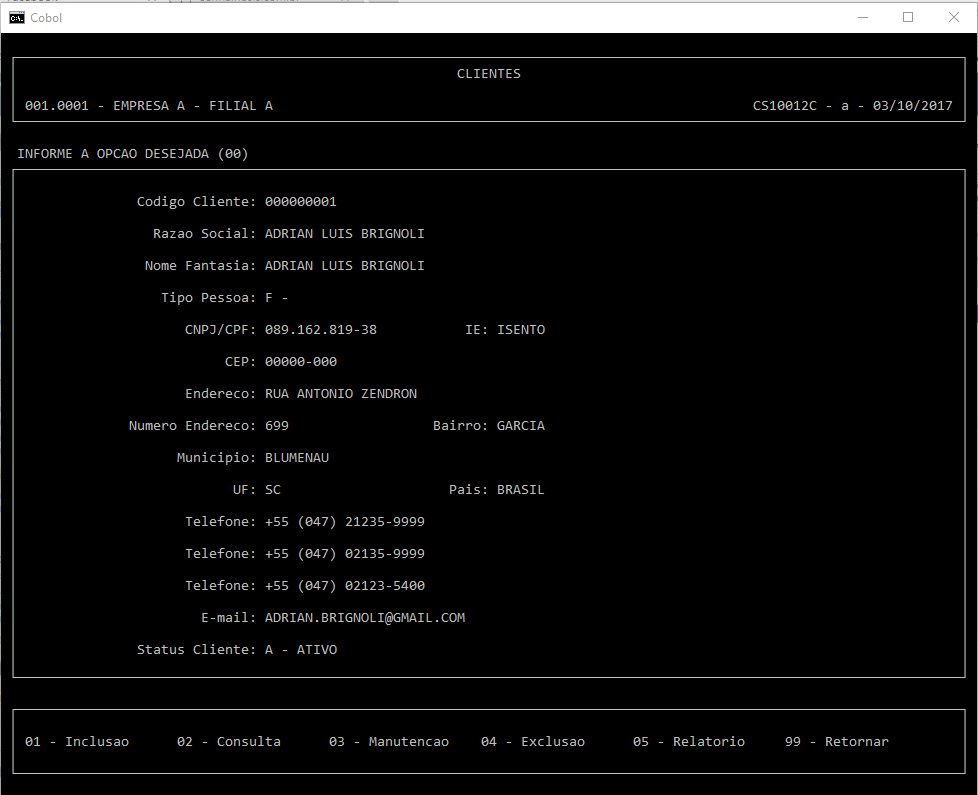 Cobol
CLIENTES
001.0001 - EMPRESA A - FILIAL A CS10012C - a - 03/10/2017
INFORME A OPCAO DESEJADA (00)
Codigo Cliente: 000000001
Razao Social: ADRIAN LUIS BRIGNOLI
Nome Fantasia: ADRIAN LUIS BRIGNOLI
Tipo Pessoa: F -
CNPJ/CPF: 089.162.819-38 IE: ISENTO
CEP: 00000-000
Endereco: RUA ANTONIO ZENDRON
Numero Endereco: 699 Bairro: GARCIA
Municipio: BLUMENAU
UF: SC Pais: BRASIL
Telefone: +55 (047) 21235-9999
Telefone: +55 (047) 02135-9999
Telefone: +55 (047) 02123-5400
E-mail: ADRIAN.BRIGNOLI@GMAIL.COM
Status Cliente: A - ATIVO
01 - Inclusao 02 - Consulta 03 - Manutencao 04 - Exclusao 05 - Relatorio 99 - Retornar